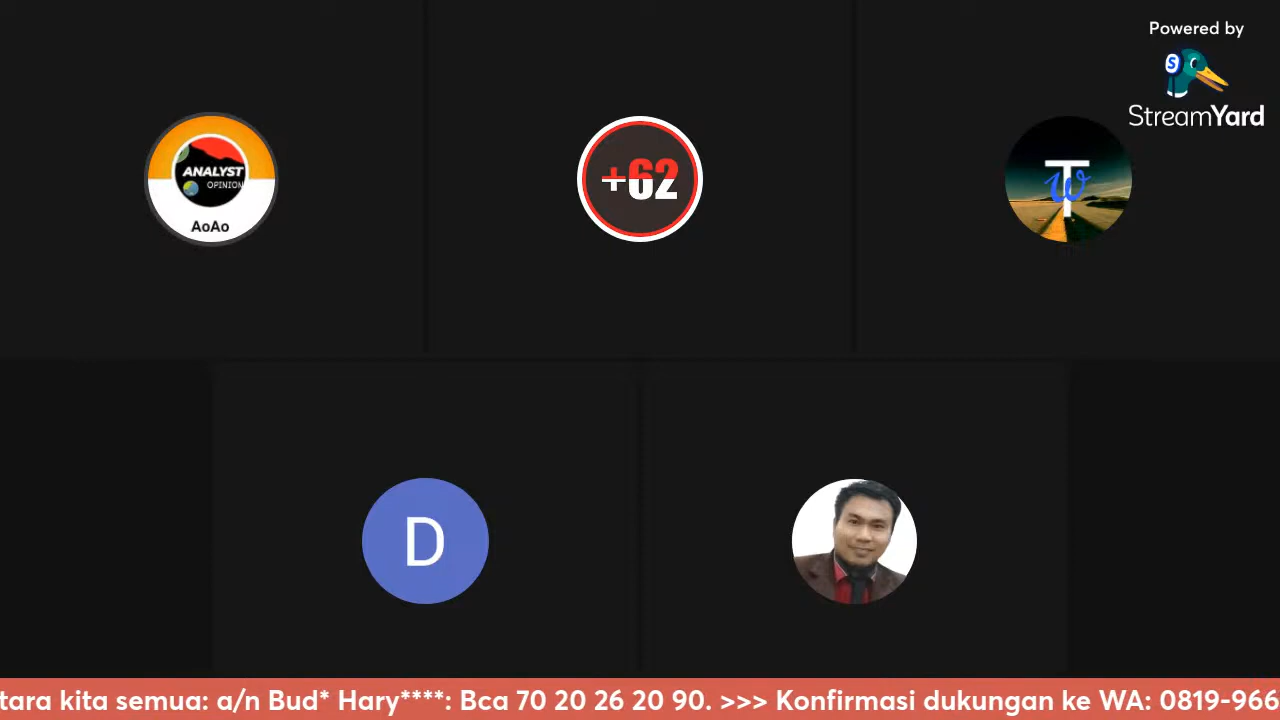 Powered by
S
StreamYard
ANALYST
OPINION
AoAo
+62
T
w
D
tara kita semua: a/n Bud* Hary****: Bca 70 20 26 20 90. >>> Konfirmasi dukungan ke WA: 0819-966